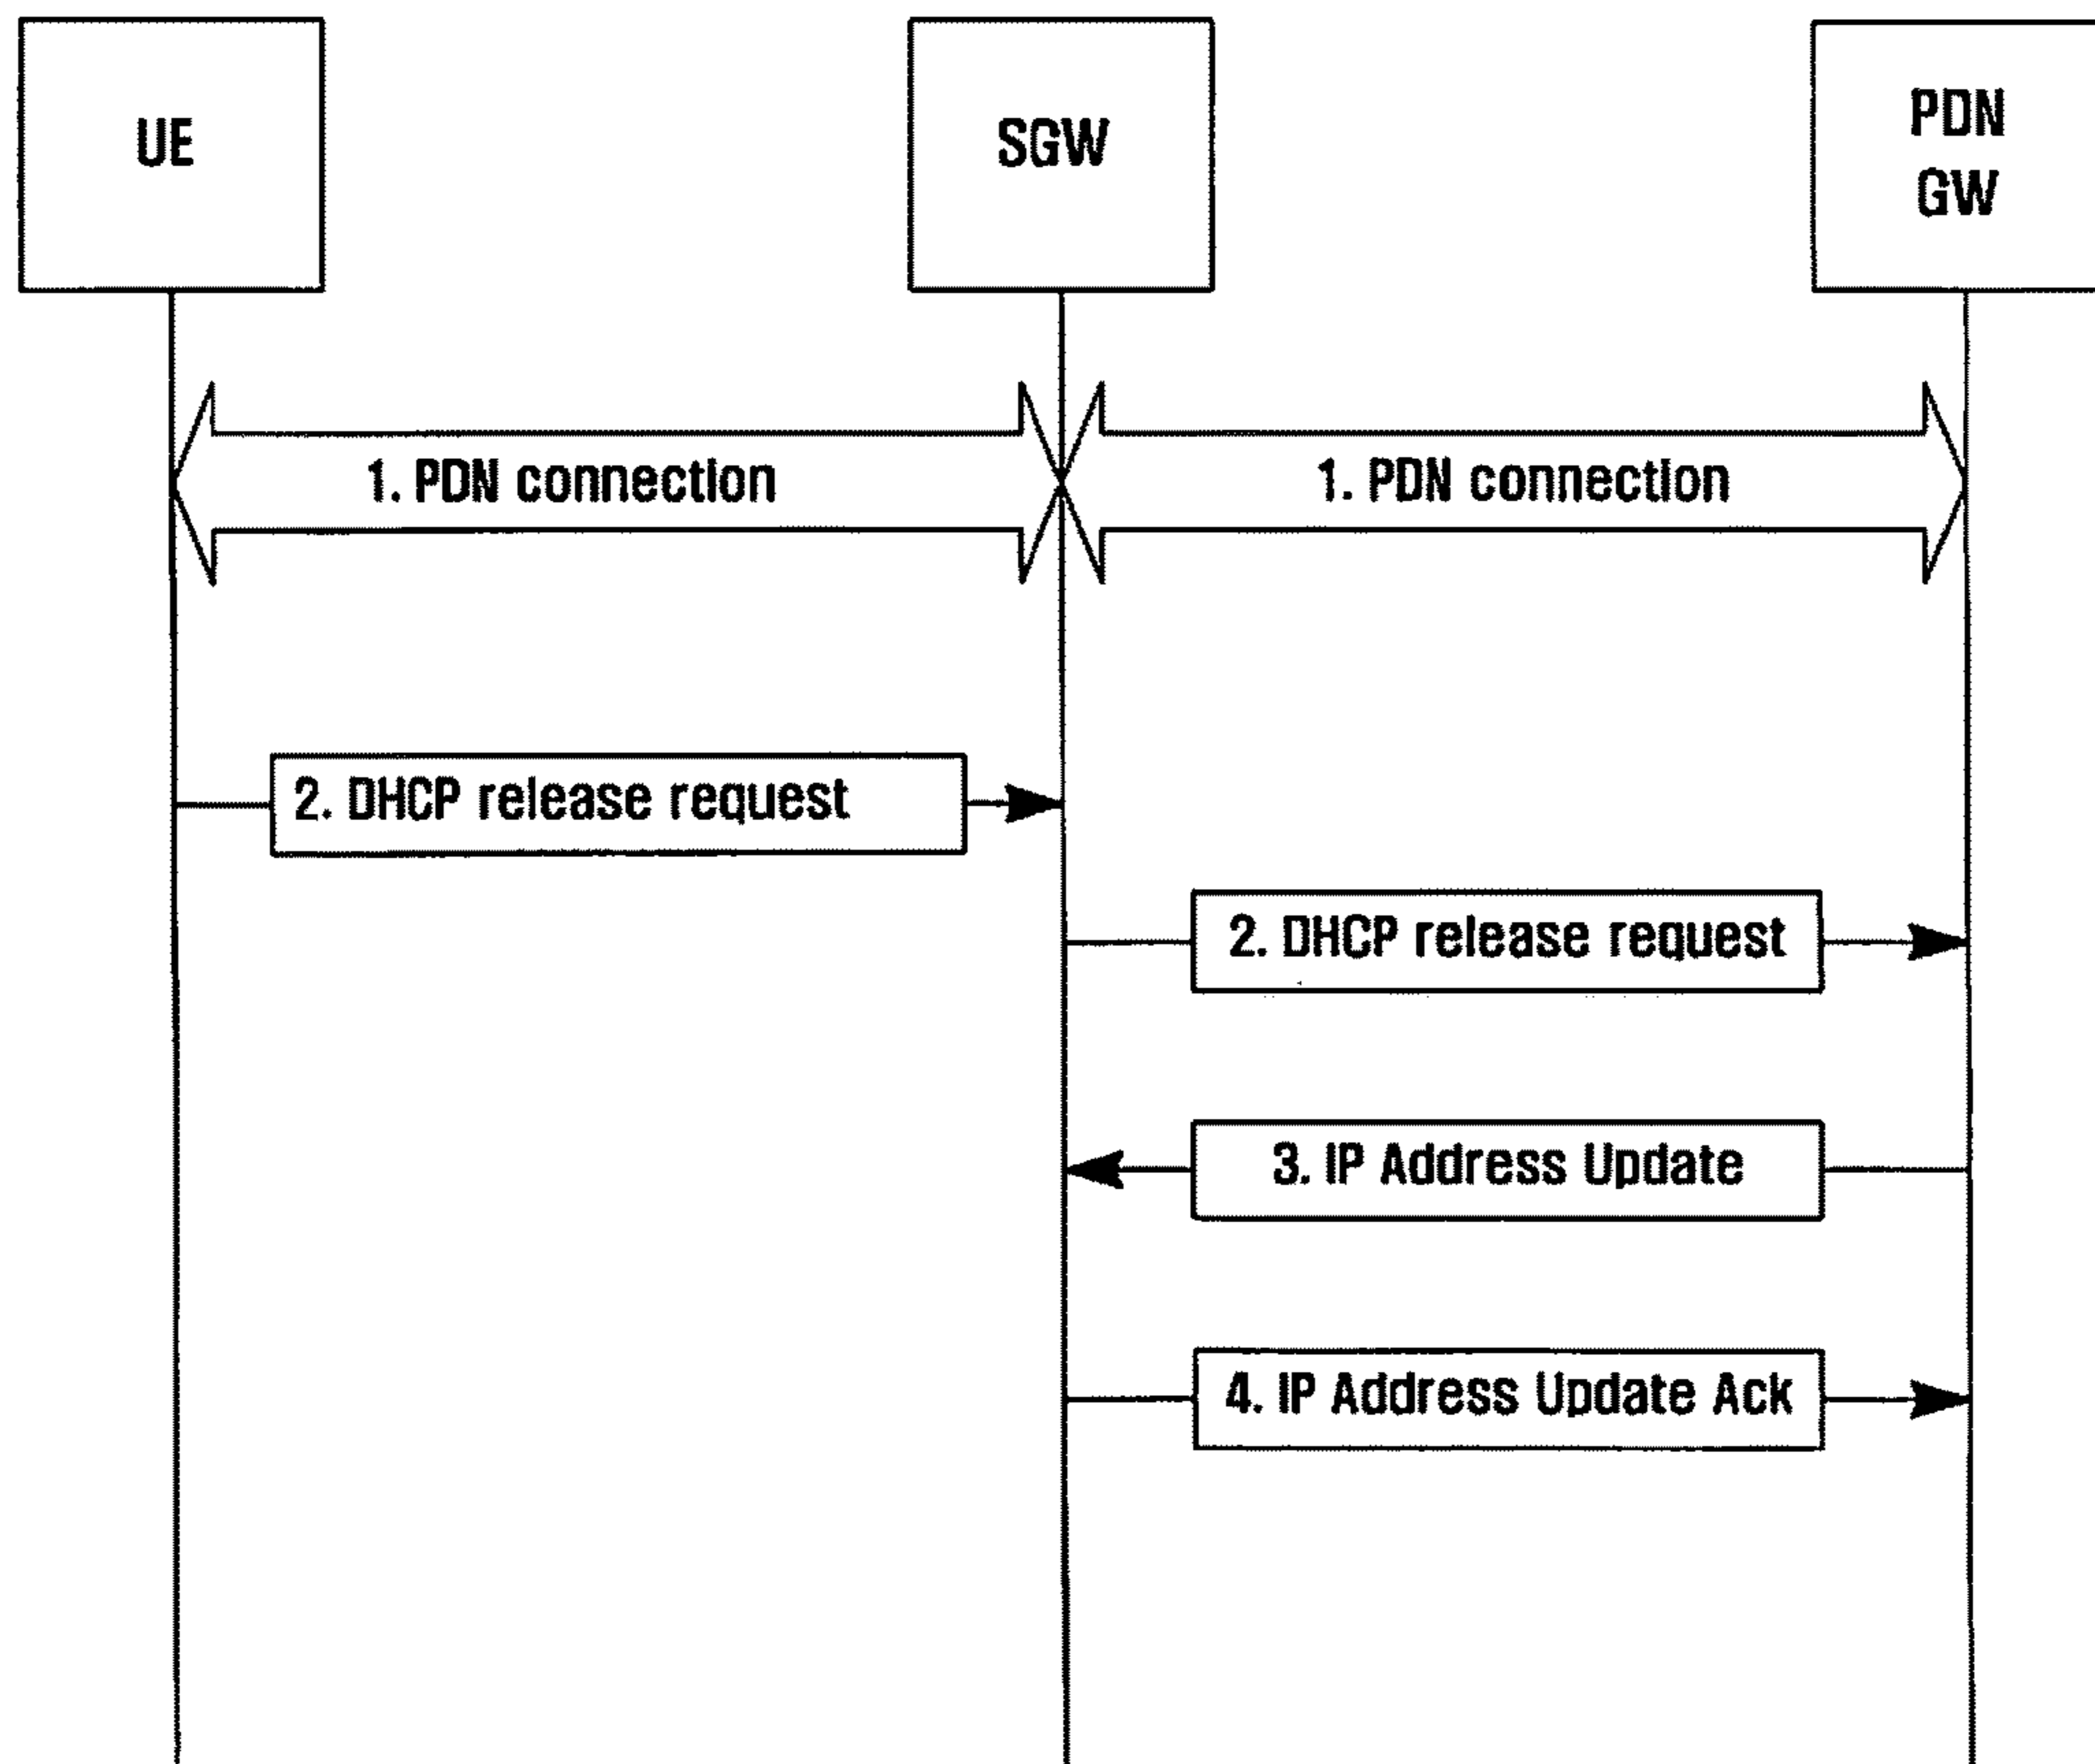 UE
SGW
PDN
GW
1. PDN connection
1. PDN connection
2. DHCP release request
2. DHCP release request
3. IP Address Update
4. IP Address Update Ack